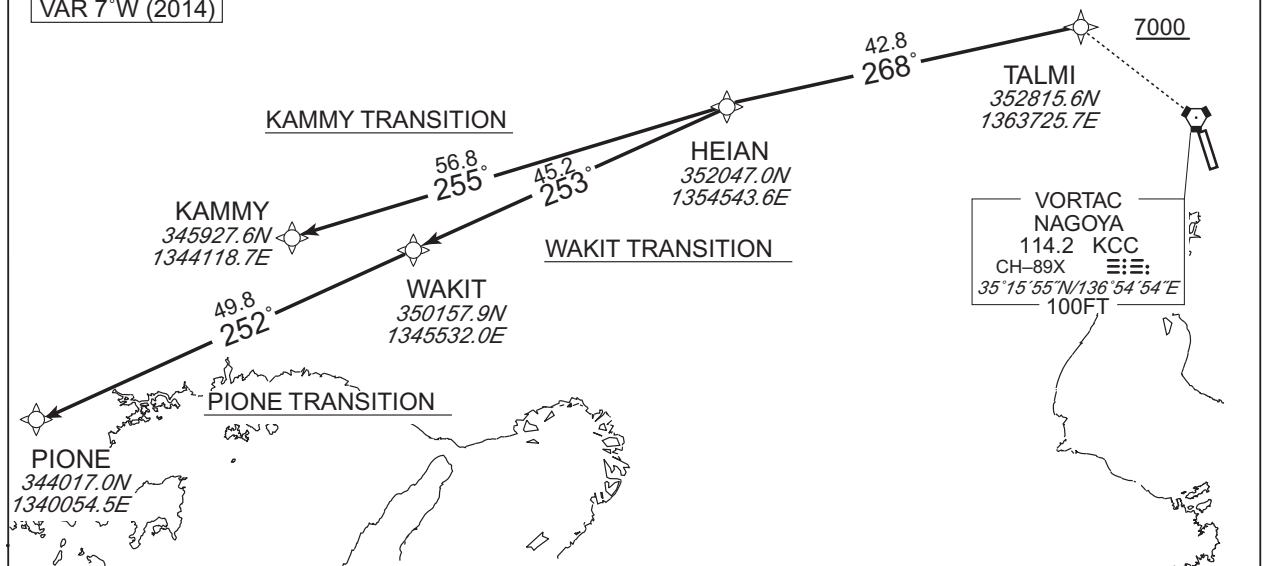 VAR 7°W (2014)
7000
42.8
268°
TALMI
352815.6N
1363725.7E
KAMMY TRANSITION
HEIAN
352047.0N
1354543.6E
56.8
255°
45.2
253°
KAMMY
345927.6N
1344118.7E
WAKIT TRANSITION
VORTAC
NAGOYA
114.2 KCC
CH–89X
35°15´55˝N/136°54´54˝E
100FT
WAKIT
350157.9N
1345532.0E
49.8
252°
PIONE TRANSITION
PIONE
344017.0N
1340054.5E